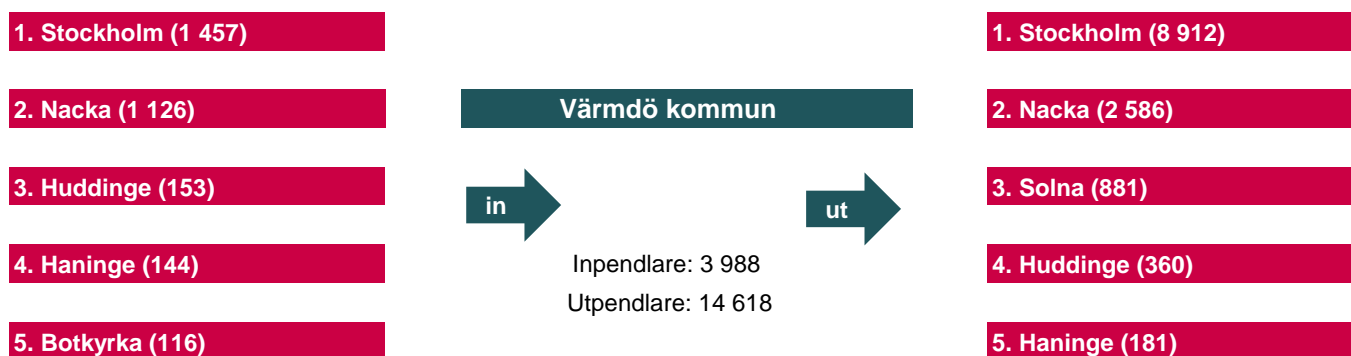 1. Stockholm (1 457)
2. Nacka (1 126)
3. Huddinge (153)
4. Haninge (144)
5. Botkyrka (116)
Värmdö kommun
in
ut
Inpendlare: 3 988
Utpendlare: 14 618
1. Stockholm (8 912)
2. Nacka (2 586)
3. Solna (881)
4. Huddinge (360)
5. Haninge (181)